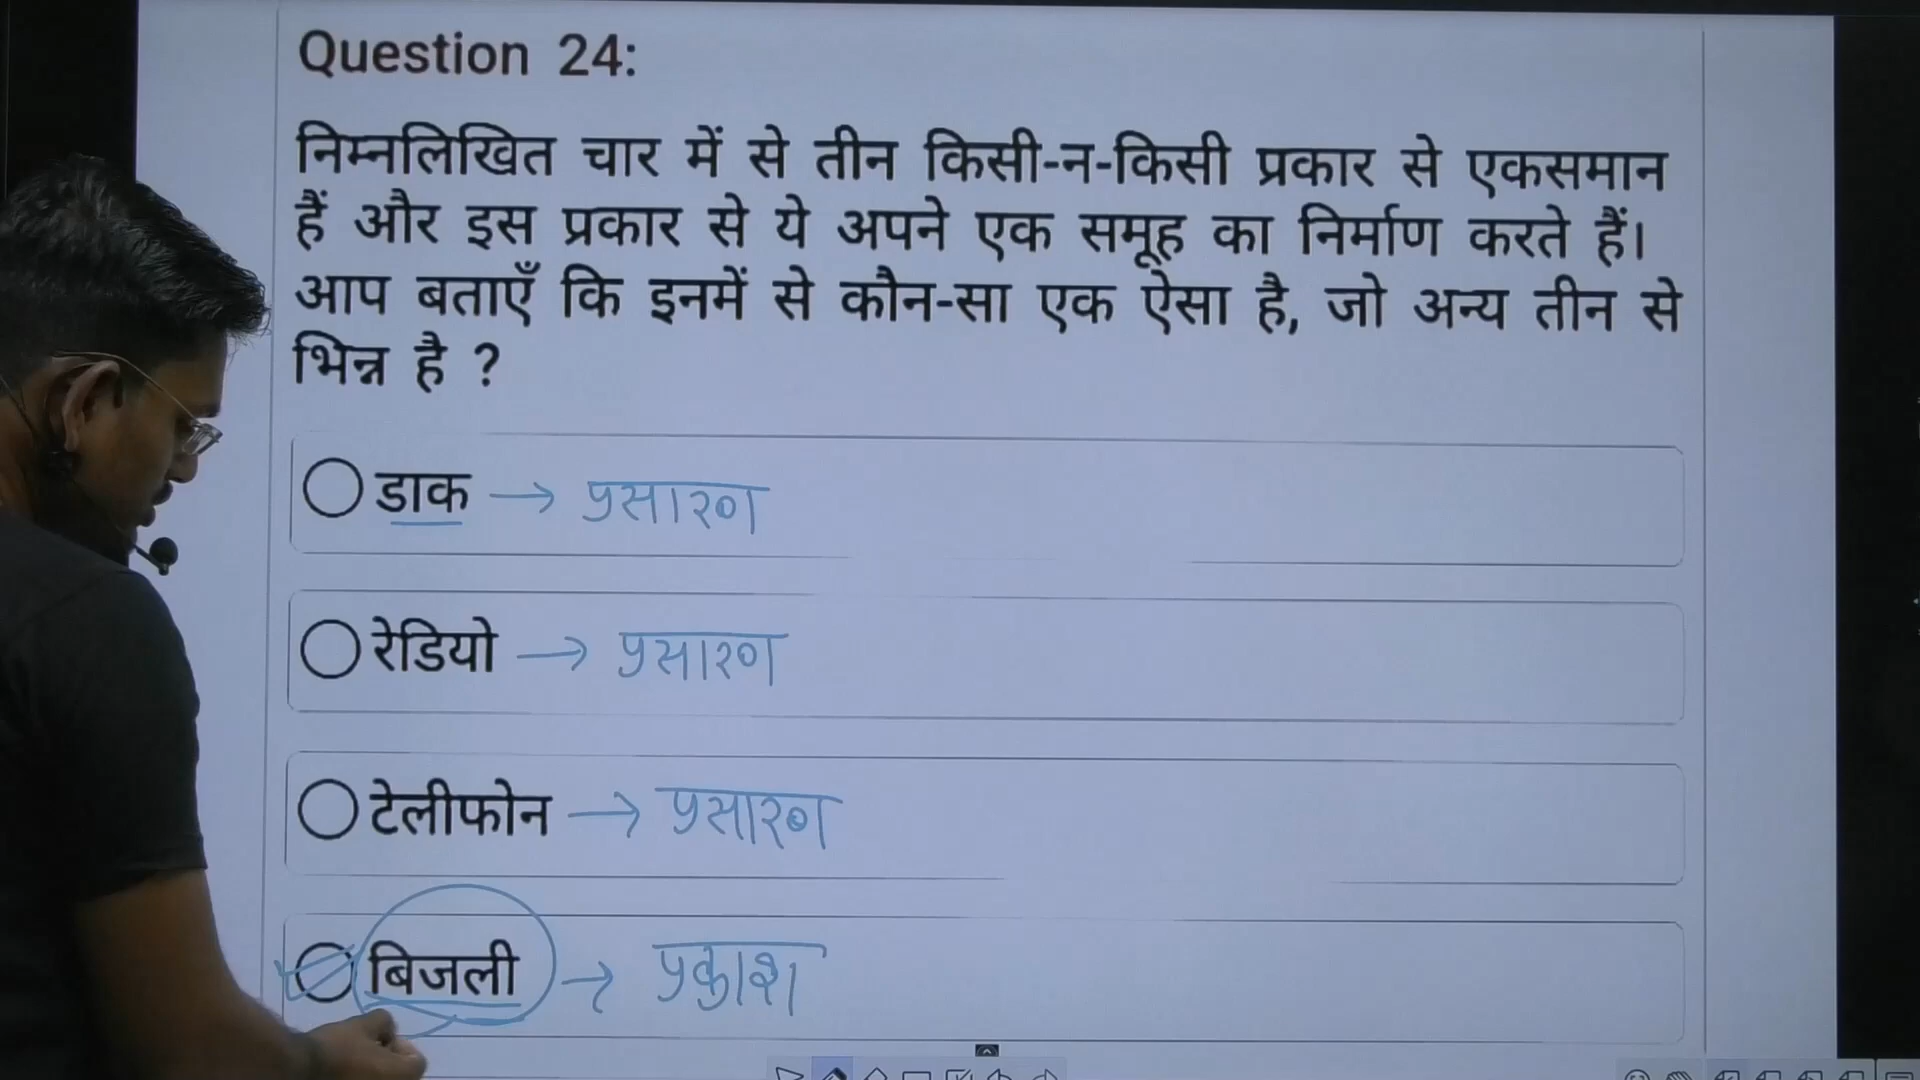 Question 24:
निम्नलिखित चार में से तीन किसी-न-किसी प्रकार से एकसमान
हैं और इस प्रकार से ये अपने एक समूह का निर्माण करते हैं।
आप बताएँ कि इनमें से कौन-सा एक ऐसा है, जो अन्य तीन से
भिन्न है ?
डाक → प्रसारण
रेडियो → प्रसारण
टेलीफोन → प्रसारण
बिजली → प्रकाश